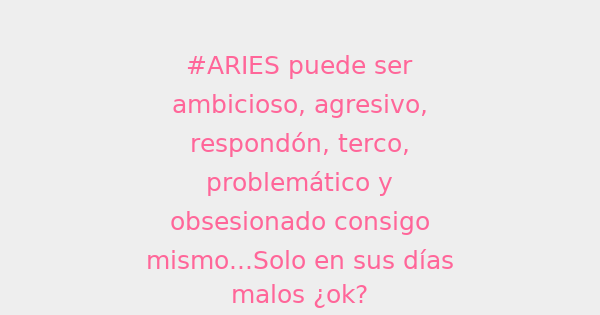 #ARIES puede ser
ambicioso, agresivo,
respondón, terco,
problemático y
obsesionado consigo
mismo...Solo en sus días
malos ¿ok?